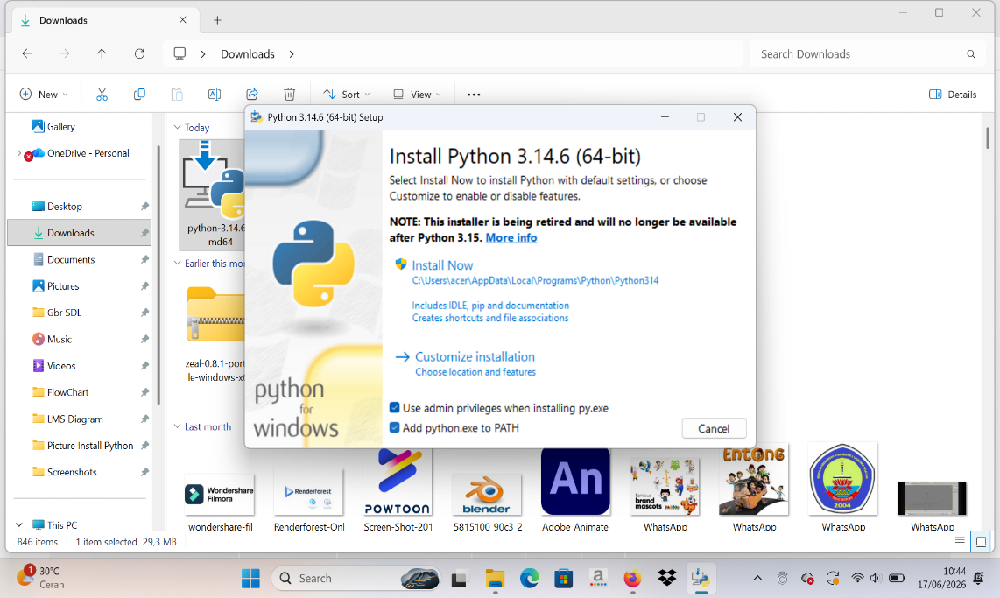 Downloads
Downloads
Search Downloads
New
Sort
View
Details
Gallery
OneDrive - Personal
Desktop
Downloads
Documents
Pictures
Gbr SDL
Music
Videos
FlowChart
LMS Diagram
Picture Install Python
Screenshots
This PC
Today
python-3.14.6
md64
Earlier this mon
zeal-0.8.1-port
le-windows-x6
Last month
Python 3.14.6 (64-bit) Setup
python
for
windows
Install Python 3.14.6 (64-bit)
Select Install Now to install Python with default settings, or choose
Customize to enable or disable features.
NOTE: This installer is being retired and will no longer be available
after Python 3.15. More info
Install Now
C:\Users\acer\AppData\Local\Programs\Python\Python314
Includes IDLE, pip and documentation
Creates shortcuts and file associations
Customize installation
Choose location and features
Use admin privileges when installing py.exe
Add python.exe to PATH
Cancel
Wondershare
Filmora
Renderforest
POWTOON
blender
An
famous
brand
mascots
ENTONG
2004
wondershare-fil
Renderforest-Onl
Screen-Shot-201
5815100 90c3 2
Adobe Animate
WhatsApp
WhatsApp
WhatsApp
WhatsApp
846 items
1 item selected 29,3 MB
1
30°C
Cerah
Search
a
10:44
17/06/2026